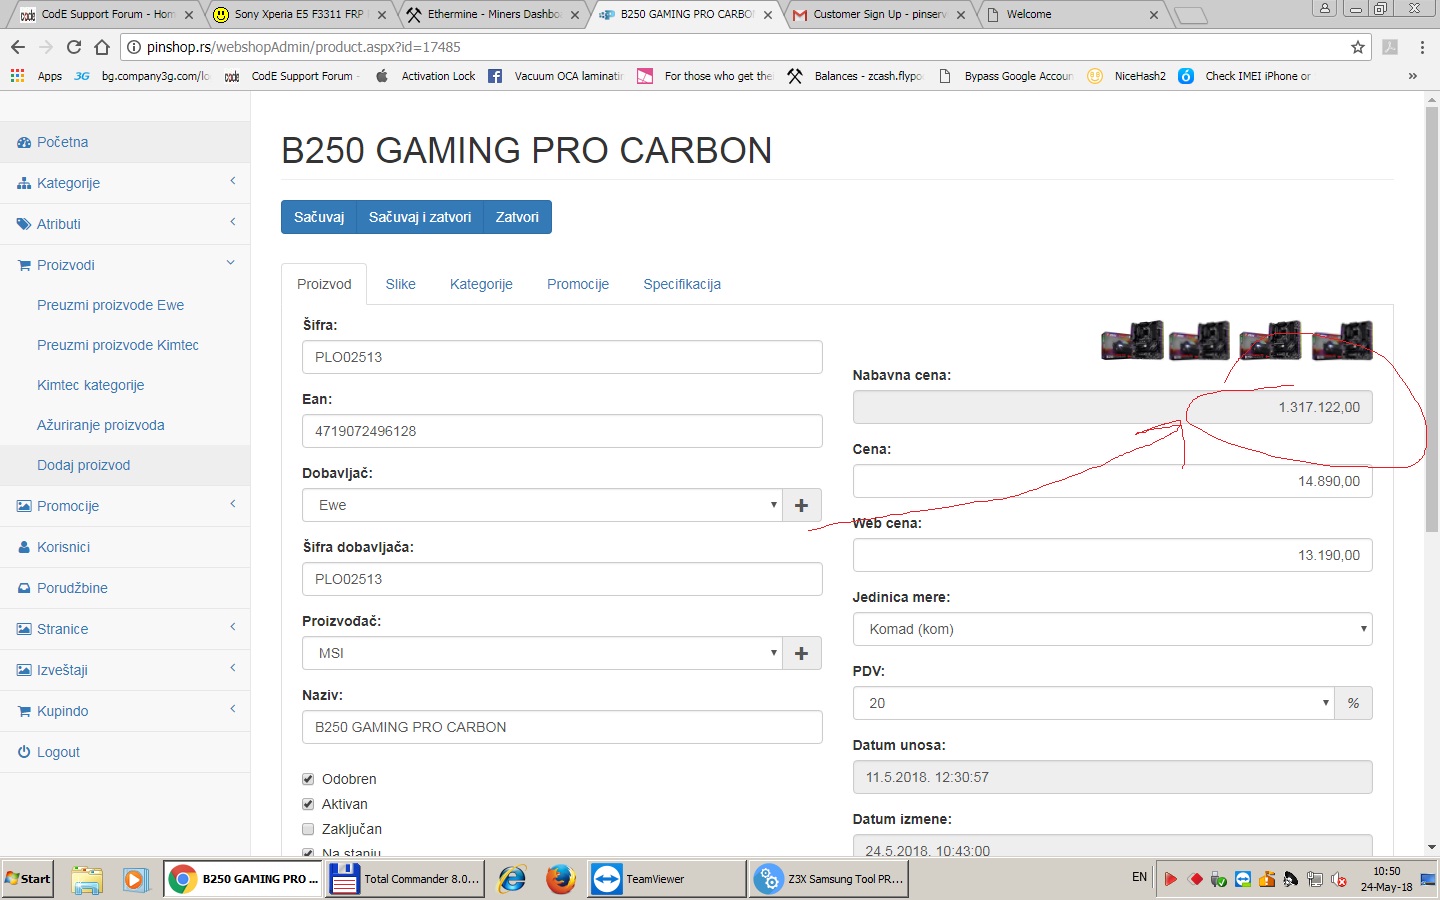 CodE Support Forum - Hom
Sony Xperia E5 F3311 FRP
Ethermine - Miners Dashbo
B250 GAMING PRO CARBON
Customer Sign Up - pinserv
Welcome
pinshop.rs/webshopAdmin/product.aspx?id=17485
Apps
3G bg.company3g.com/lo
code CodE Support Forum -
Activation Lock
Vacuum OCA laminatin
For those who get the
Balances - zcash.flypo
Bypass Google Accoun
NiceHash2
Check IMEI iPhone or
»
Početna
Kategorije
Atributi
Proizvodi
Preuzmi proizvode Ewe
Preuzmi proizvode Kimtec
Kimtec kategorije
Ažuriranje proizvoda
Dodaj proizvod
Promocije
Korisnici
Porudžbine
Stranice
Izveštaji
Kupindo
Logout
B250 GAMING PRO CARBON
Sačuvaj
Sačuvaj i zatvori
Zatvori
Proizvod
Slike
Kategorije
Promocije
Specifikacija
Šifra:
PLO02513
Ean:
4719072496128
Dobavljač:
Ewe
Šifra dobavljača:
PLO02513
Proizvođač:
MSI
Naziv:
B250 GAMING PRO CARBON
Odobren
Aktivan
Zaključan
Na stanju
Nabavna cena:
1.317.122,00
Cena:
14.890,00
Web cena:
13.190,00
Jedinica mere:
Komad (kom)
PDV:
20
%
Datum unosa:
11.5.2018. 12:30:57
Datum izmene:
24.5.2018. 10:43:00
Start
B250 GAMING PRO ...
Total Commander 8.0...
TeamViewer
Z3X Samsung Tool PR...
EN
10:50
24-May-18